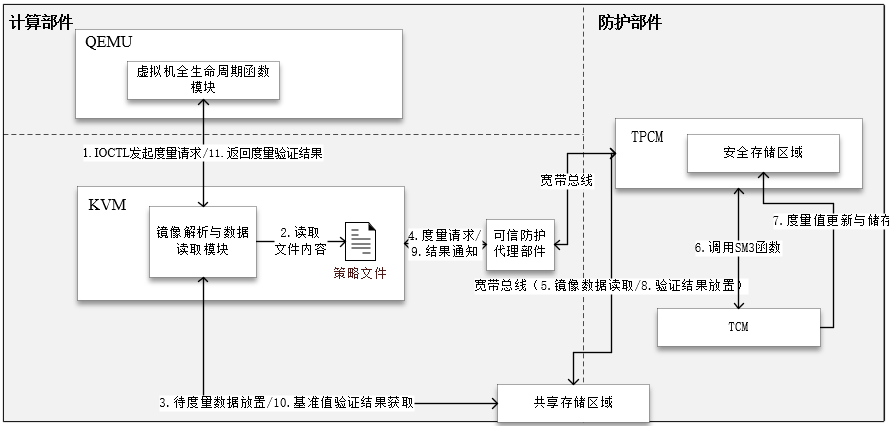 计算部件
防护部件
QEMU
虚拟机全生命周期函数
模块
1.IOCTL发起度量请求/11.返回度量验证结果
TPCM
安全存储区域
宽带总线
KVM
镜像解析与数据
读取模块
2.读取
文件内容
策略文件
4.度量请求/
9.结果通知
可信防护
代理部件
7.度量值更新与储存
6.调用SM3函数
宽带总线（5.镜像数据读取/8.验证结果放置）
TCM
3.待度量数据放置/10.基准值验证结果获取
共享存储区域